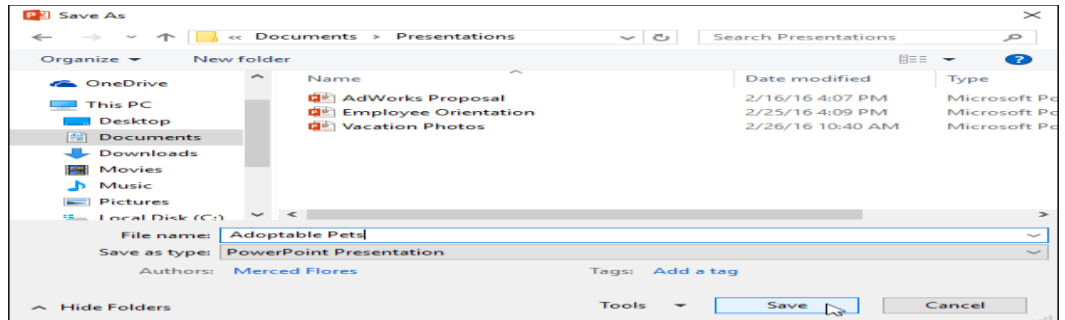 Save As
« Documents > Presentations
Search Presentations
Organize
New folder
OneDrive
This PC
Desktop
Documents
Downloads
Movies
Music
Pictures
Local Disk (C:)
Name Date modified Type
AdWorks Proposal 2/16/16 4:07 PM Microsoft Po
Employee Orientation 2/25/16 4:09 PM Microsoft Po
Vacation Photos 2/26/16 10:40 AM Microsoft Po
File name: Adoptable Pets
Save as type: PowerPoint Presentation
Authors: Merced Flores Tags: Add a tag
Hide Folders Tools Save Cancel